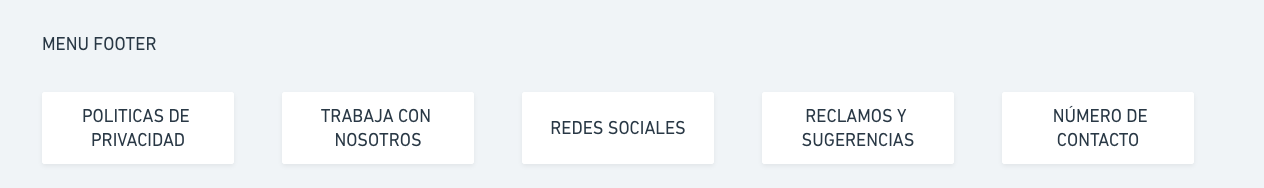 MENU FOOTER
POLITICAS DE
PRIVACIDAD
TRABAJA CON
NOSOTROS
REDES SOCIALES
RECLAMOS Y
SUGERENCIAS
NÚMERO DE
CONTACTO